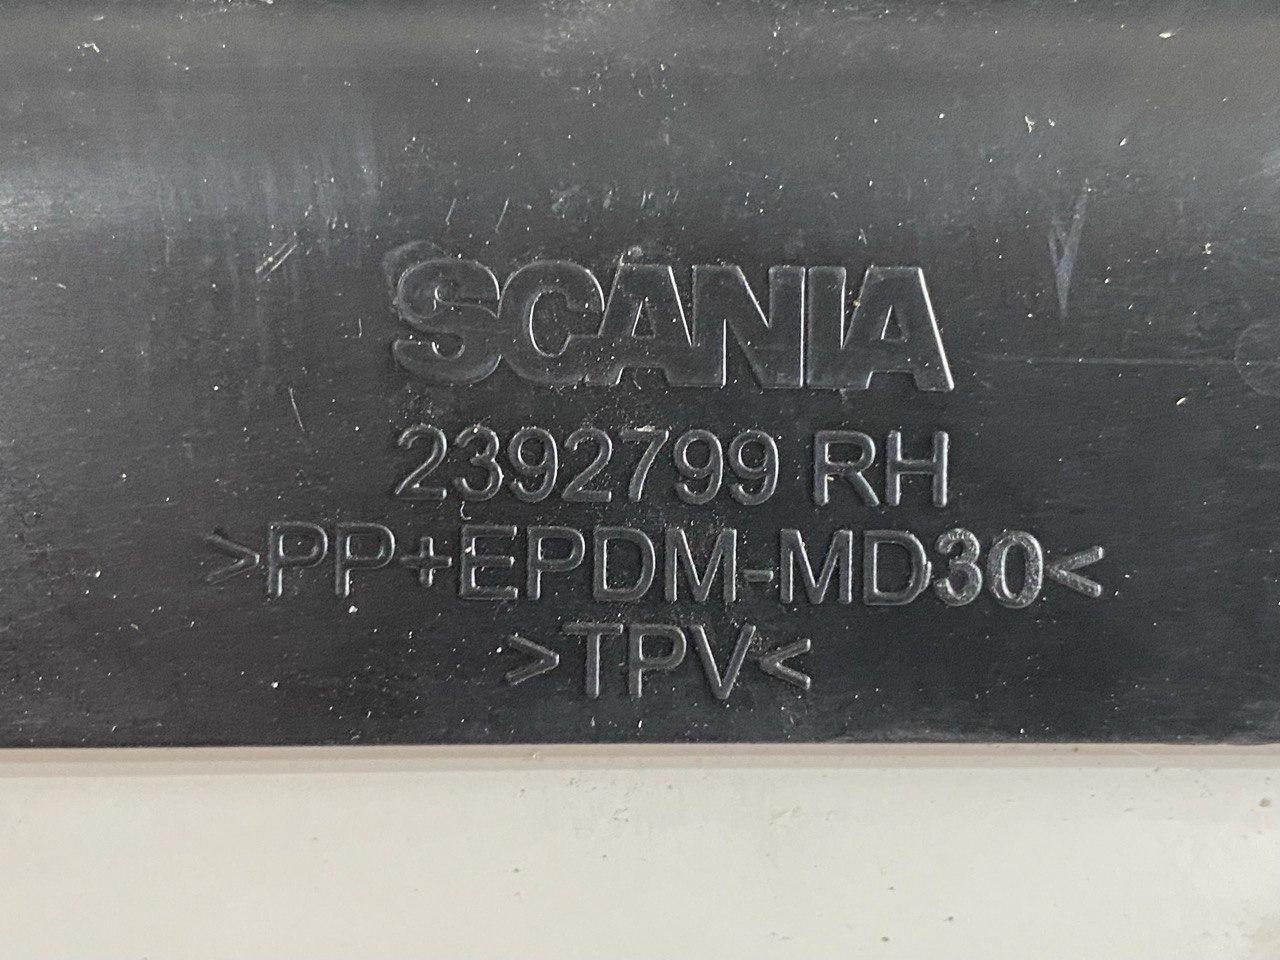 SCANIA
2392799 RH
>PP+EPDM-MD30<
>TPV<